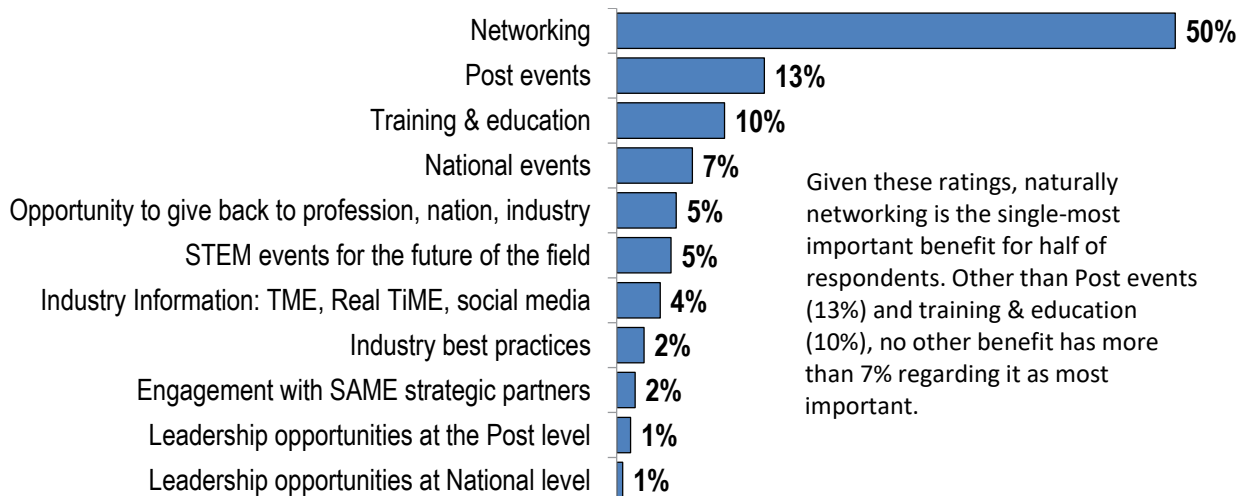 Networking 50%
Post events 13%
Training & education 10%
National events 7%
Opportunity to give back to profession, nation, industry 5%
STEM events for the future of the field 5%
Industry Information: TME, Real TiME, social media 4%
Industry best practices 2%
Engagement with SAME strategic partners 2%
Leadership opportunities at the Post level 1%
Leadership opportunities at National level 1%
Given these ratings, naturally
networking is the single-most
important benefit for half of
respondents. Other than Post events
(13%) and training & education
(10%), no other benefit has more
than 7% regarding it as most
important.